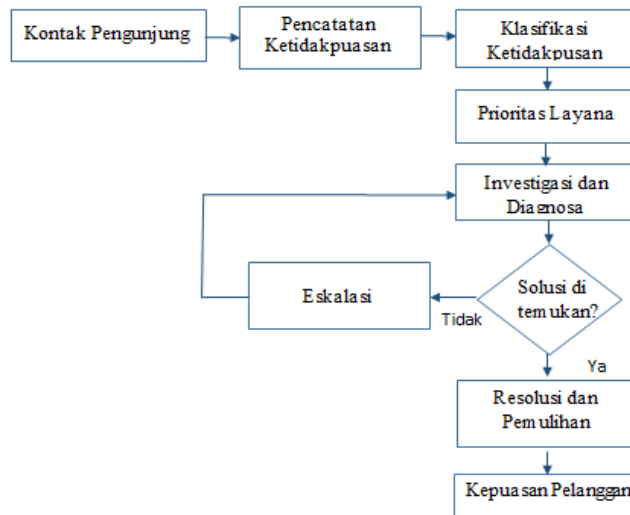 Kontak Pengunjung
Pencatatan
Ketidakpuasan
Klasifikasi
Ketidakpusan
Prioritas Layana
Investigasi dan
Diagnosa
Solusi di
temukan?
Eskalasi
Tidak
Ya
Resolusi dan
Pemulihan
Kepuasan Pelanggan